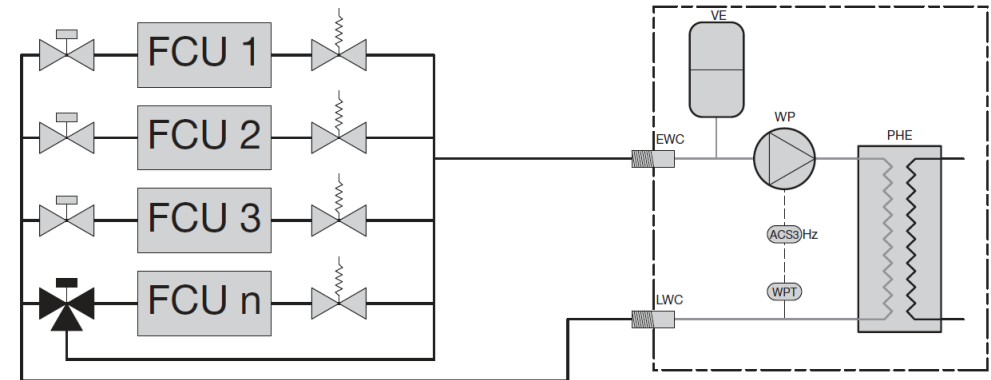 VE
FCU 1
WP
FCU 2
EWC
PHE
FCU 3
ACS3 Hz
WPT
FCU n
LWC